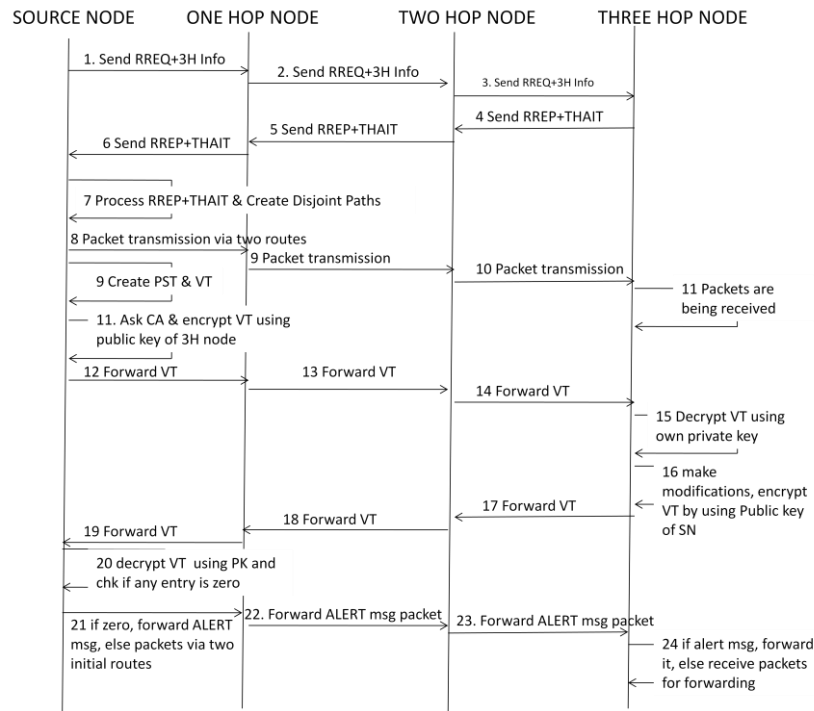 SOURCE NODE ONE HOP NODE TWO HOP NODE THREE HOP NODE
1. Send RREQ+3H Info
2. Send RREQ+3H Info
3. Send RREQ+3H Info
4 Send RREP+THAIT
5 Send RREP+THAIT
6 Send RREP+THAIT
7 Process RREP+THAIT & Create Disjoint Paths
8 Packet transmission via two routes
9 Packet transmission
10 Packet transmission
9 Create PST & VT
11 Packets are
being received
11. Ask CA & encrypt VT using
public key of 3H node
12 Forward VT
13 Forward VT
14 Forward VT
15 Decrypt VT using
own private key
16 make
modifications, encrypt
VT by using Public key
of SN
17 Forward VT
18 Forward VT
19 Forward VT
20 decrypt VT using PK and
chk if any entry is zero
21 if zero, forward ALERT
msg, else packets via two
initial routes
22. Forward ALERT msg packet
23. Forward ALERT msg packet
24 if alert msg, forward
it, else receive packets
for forwarding